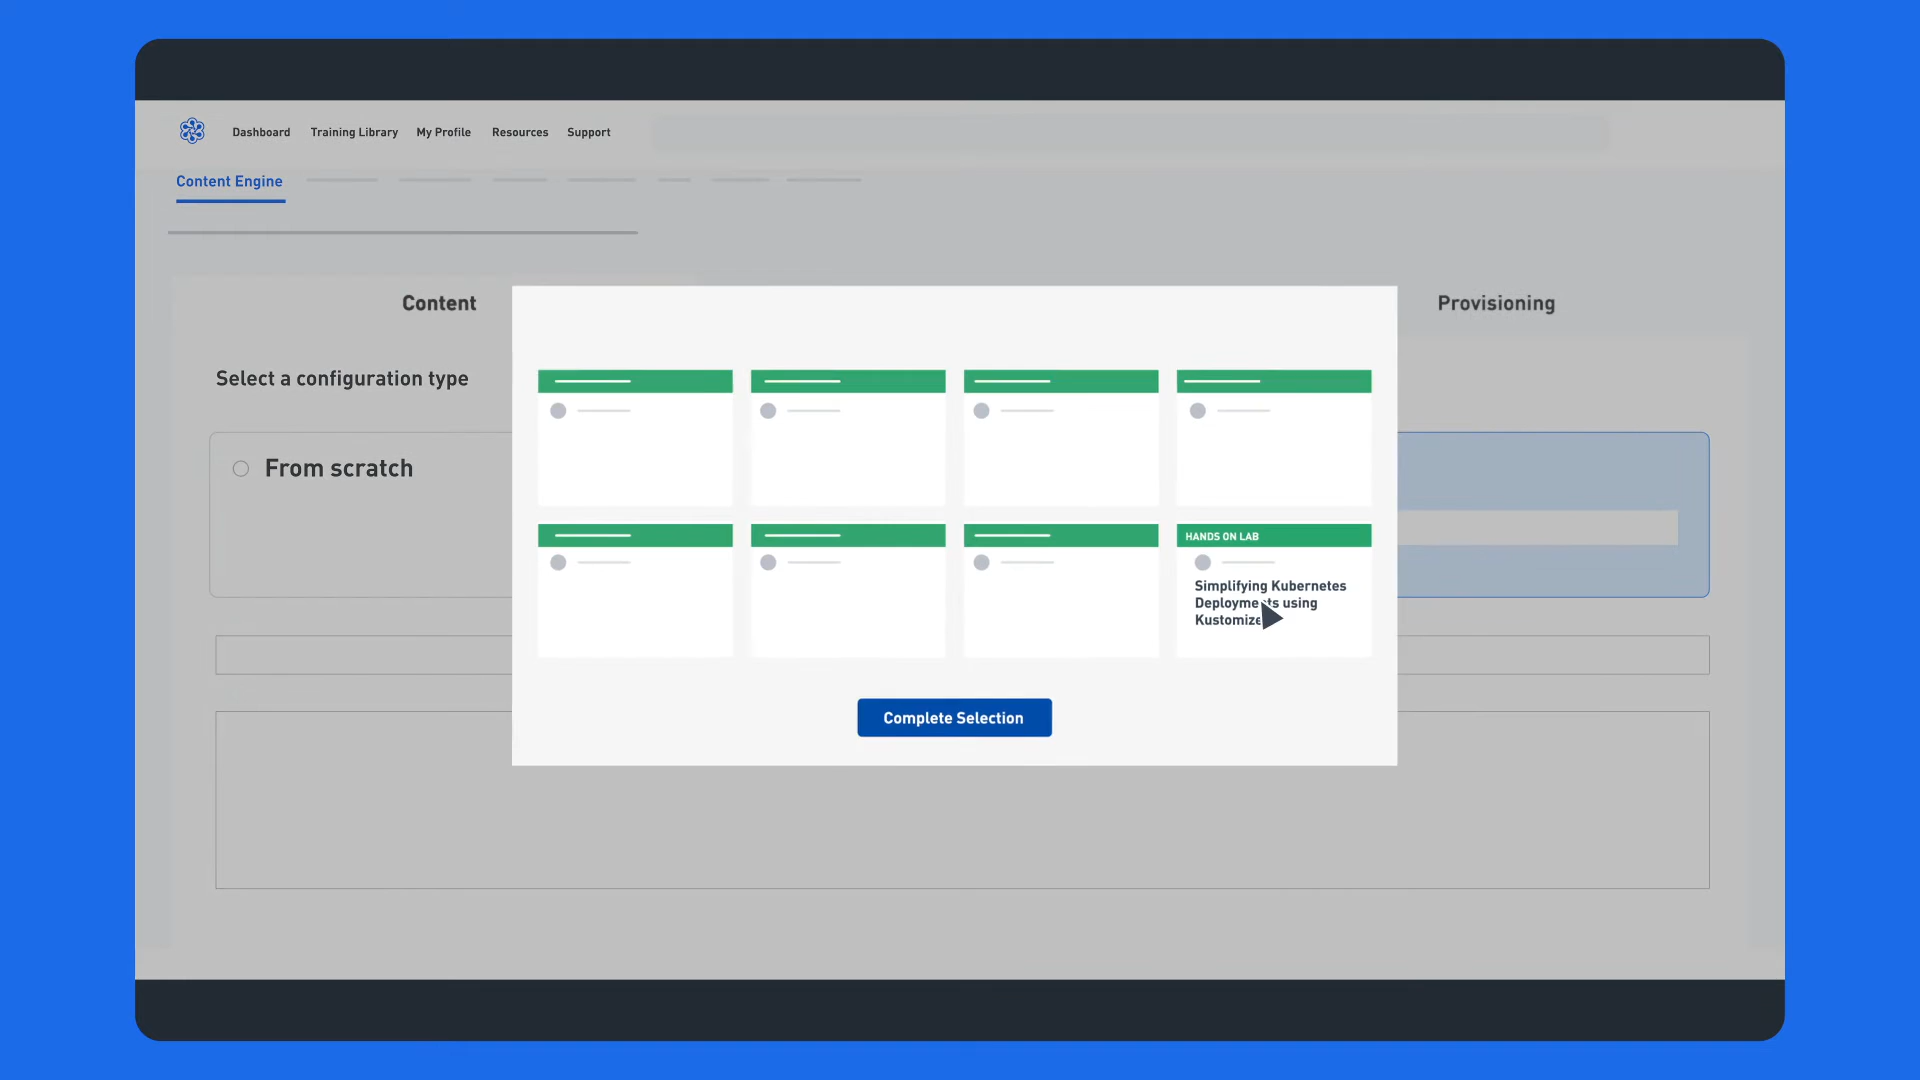 Dashboard Training Library My Profile Resources Support
Content Engine
Content
Provisioning
Select a configuration type
From scratch
HANDS ON LAB
Simplifying Kubernetes
Deployments using
Kustomize
Complete Selection